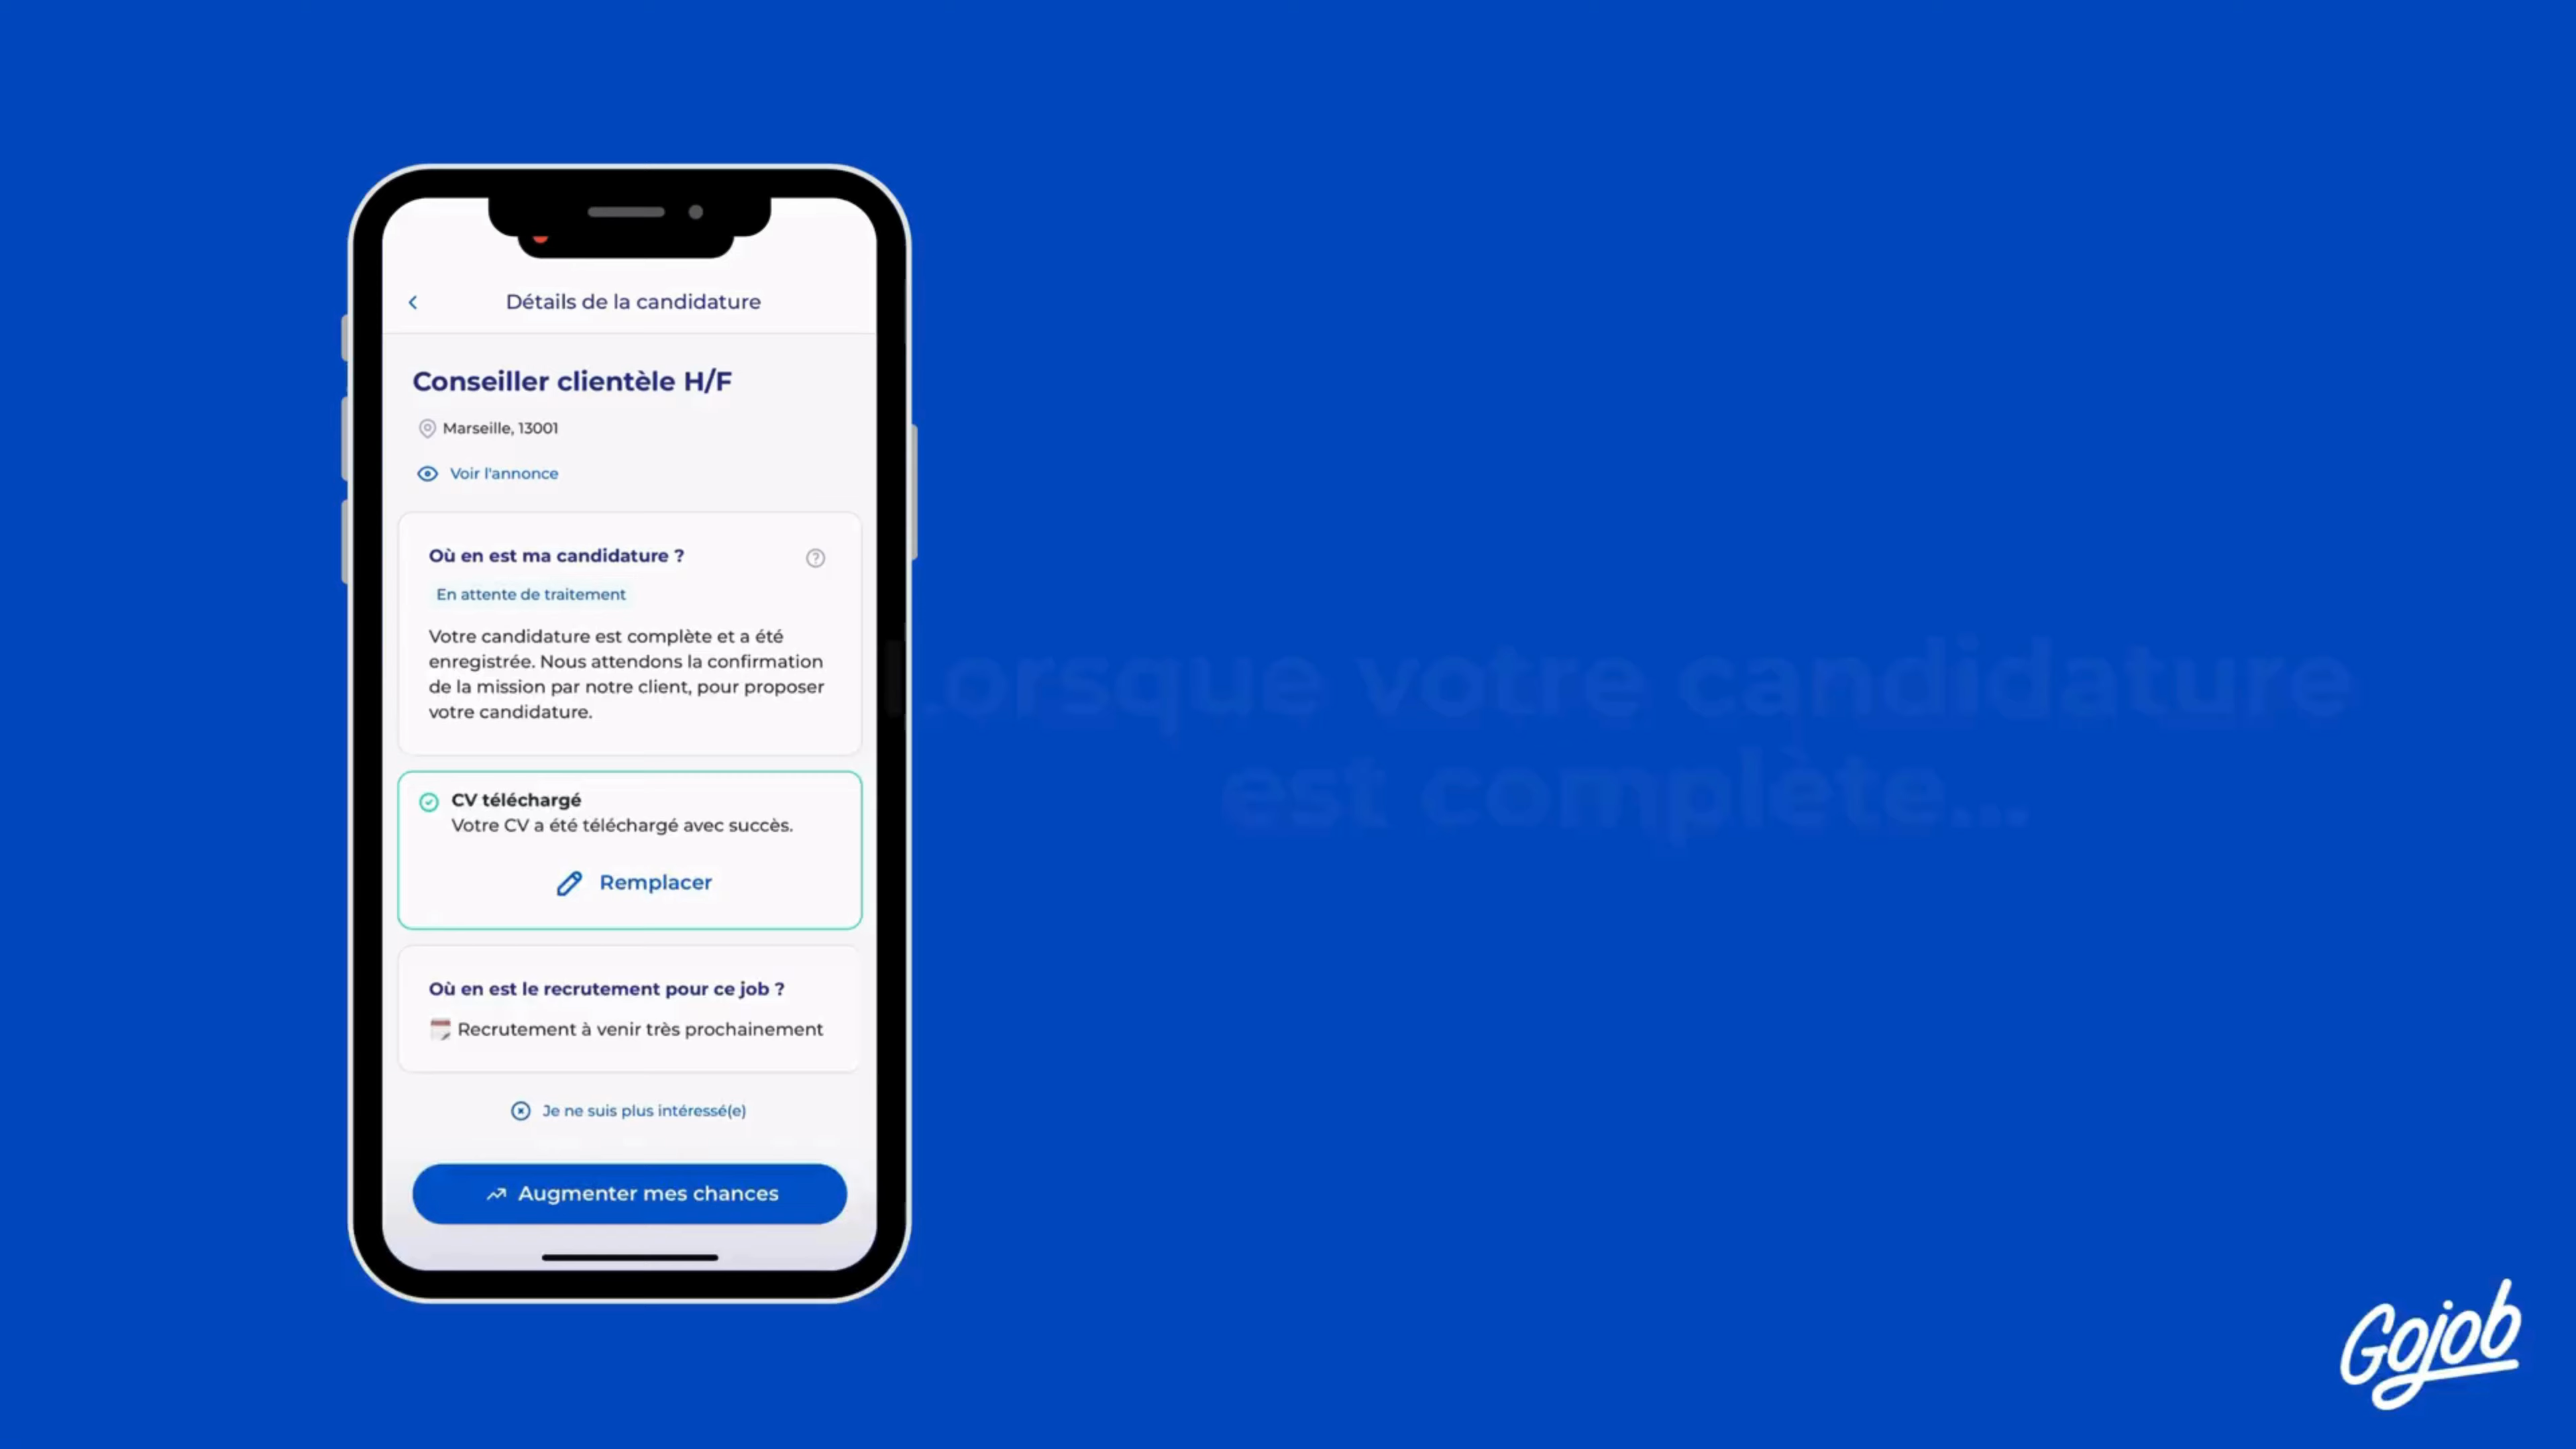 Détails de la candidature
Conseiller clientèle H/F
Marseille, 13001
Voir l'annonce
Où en est ma candidature ?
En attente de traitement
Votre candidature est complète et a été
enregistrée. Nous attendons la confirmation
de la mission par notre client, pour proposer
votre candidature.
CV téléchargé
Votre CV a été téléchargé avec succès.
Remplacer
Où en est le recrutement pour ce job ?
Recrutement à venir très prochainement
Je ne suis plus intéressé(e)
Augmenter mes chances
Lorsque votre candidature
est complète...
Gojob